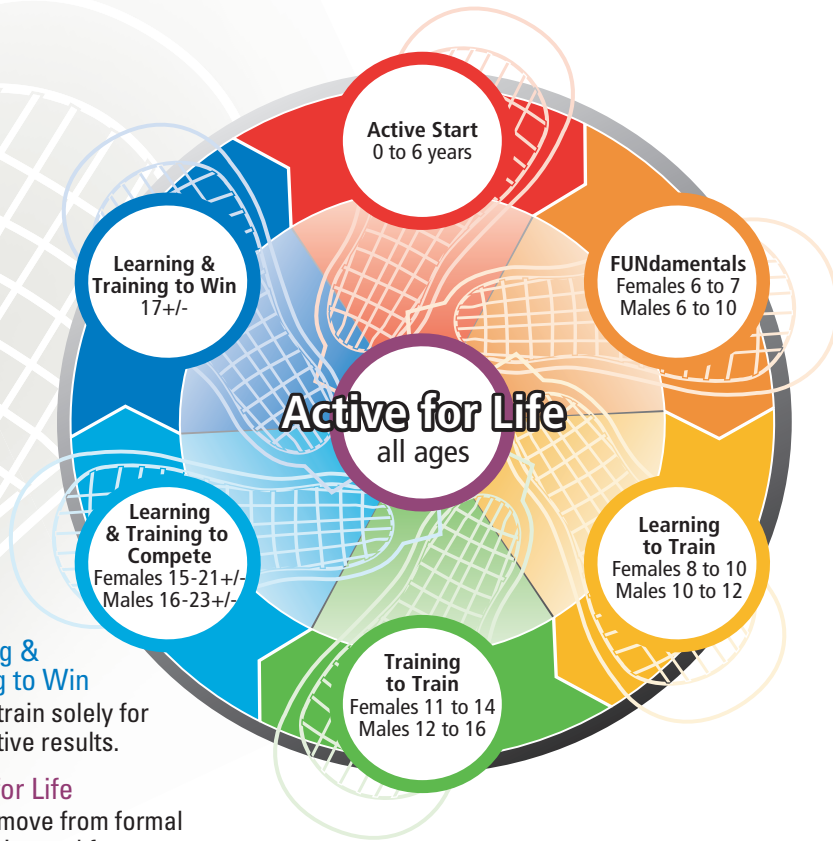 Active Start
0 to 6 years
FUNdamentals
Females 6 to 7
Males 6 to 10
Learning
to Train
Females 8 to 10
Males 10 to 12
Training
to Train
Females 11 to 14
Males 12 to 16
Learning
& Training to
Compete
Females 15-21+/-
Males 16-23+/-
Learning &
Training to Win
17+/-
Active for Life
all ages
&
to Win
train solely for
results.
for Life
move from formal